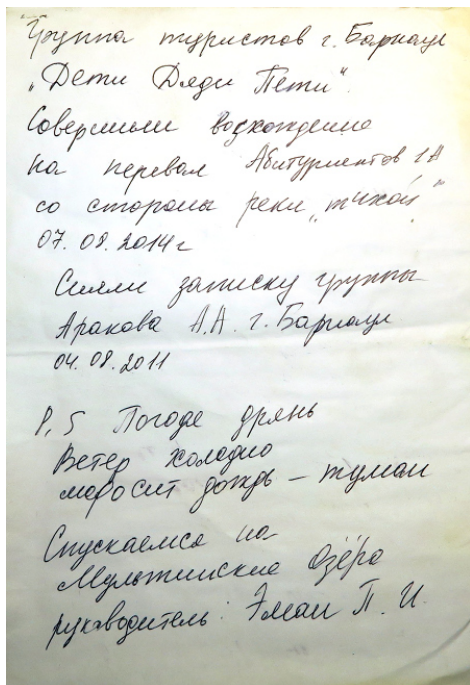 Группа туристов г. Барнаул
„Дети Дяди Пети“.
Совершили восхождение
на перевал Абитуриентов 1А
со стороны реки „тихой“
07.08.2014г
Сняли записку группы
Аракова А.А. г. Барнаул
04.08.2011
P.S Погода дрянь
Ветер холодно
моросит дождь – туман
Спускаемся на
Мультинские озёра
руководитель: Эман П. И.